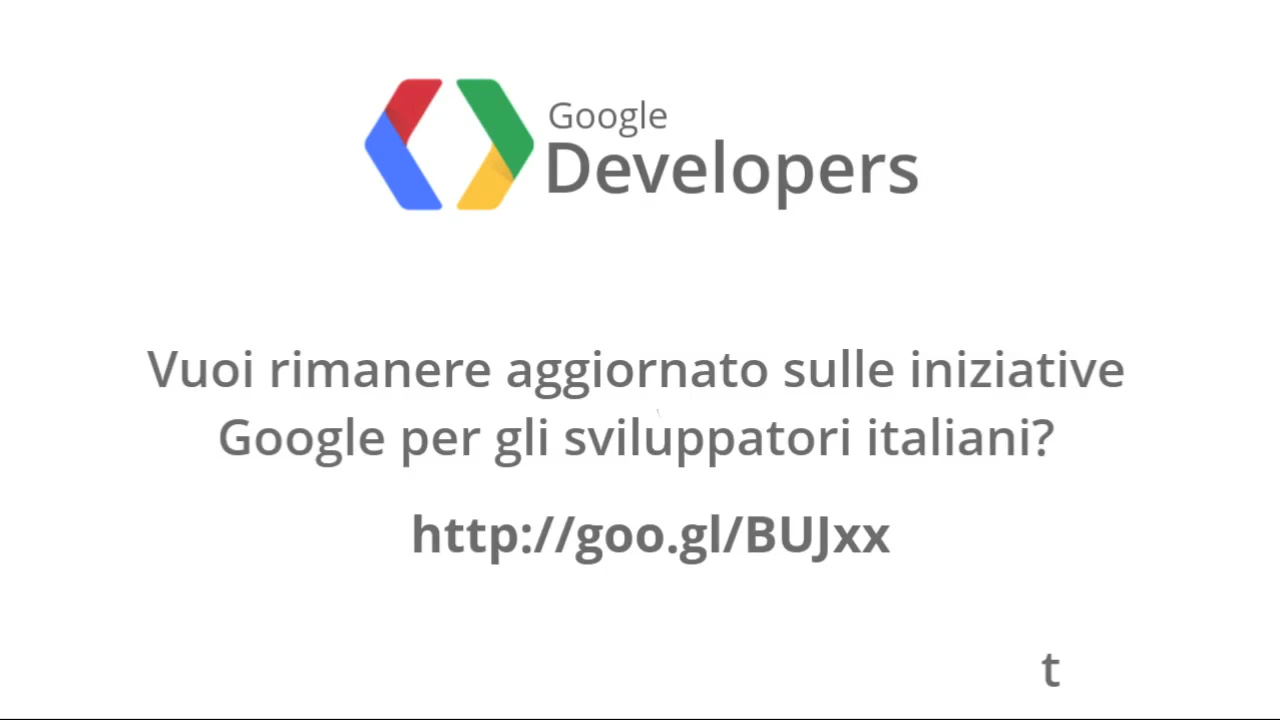 Google
Developers
Vuoi rimanere aggiornato sulle iniziative
Google per gli sviluppatori italiani?
http://goo.gl/BUJxx
t